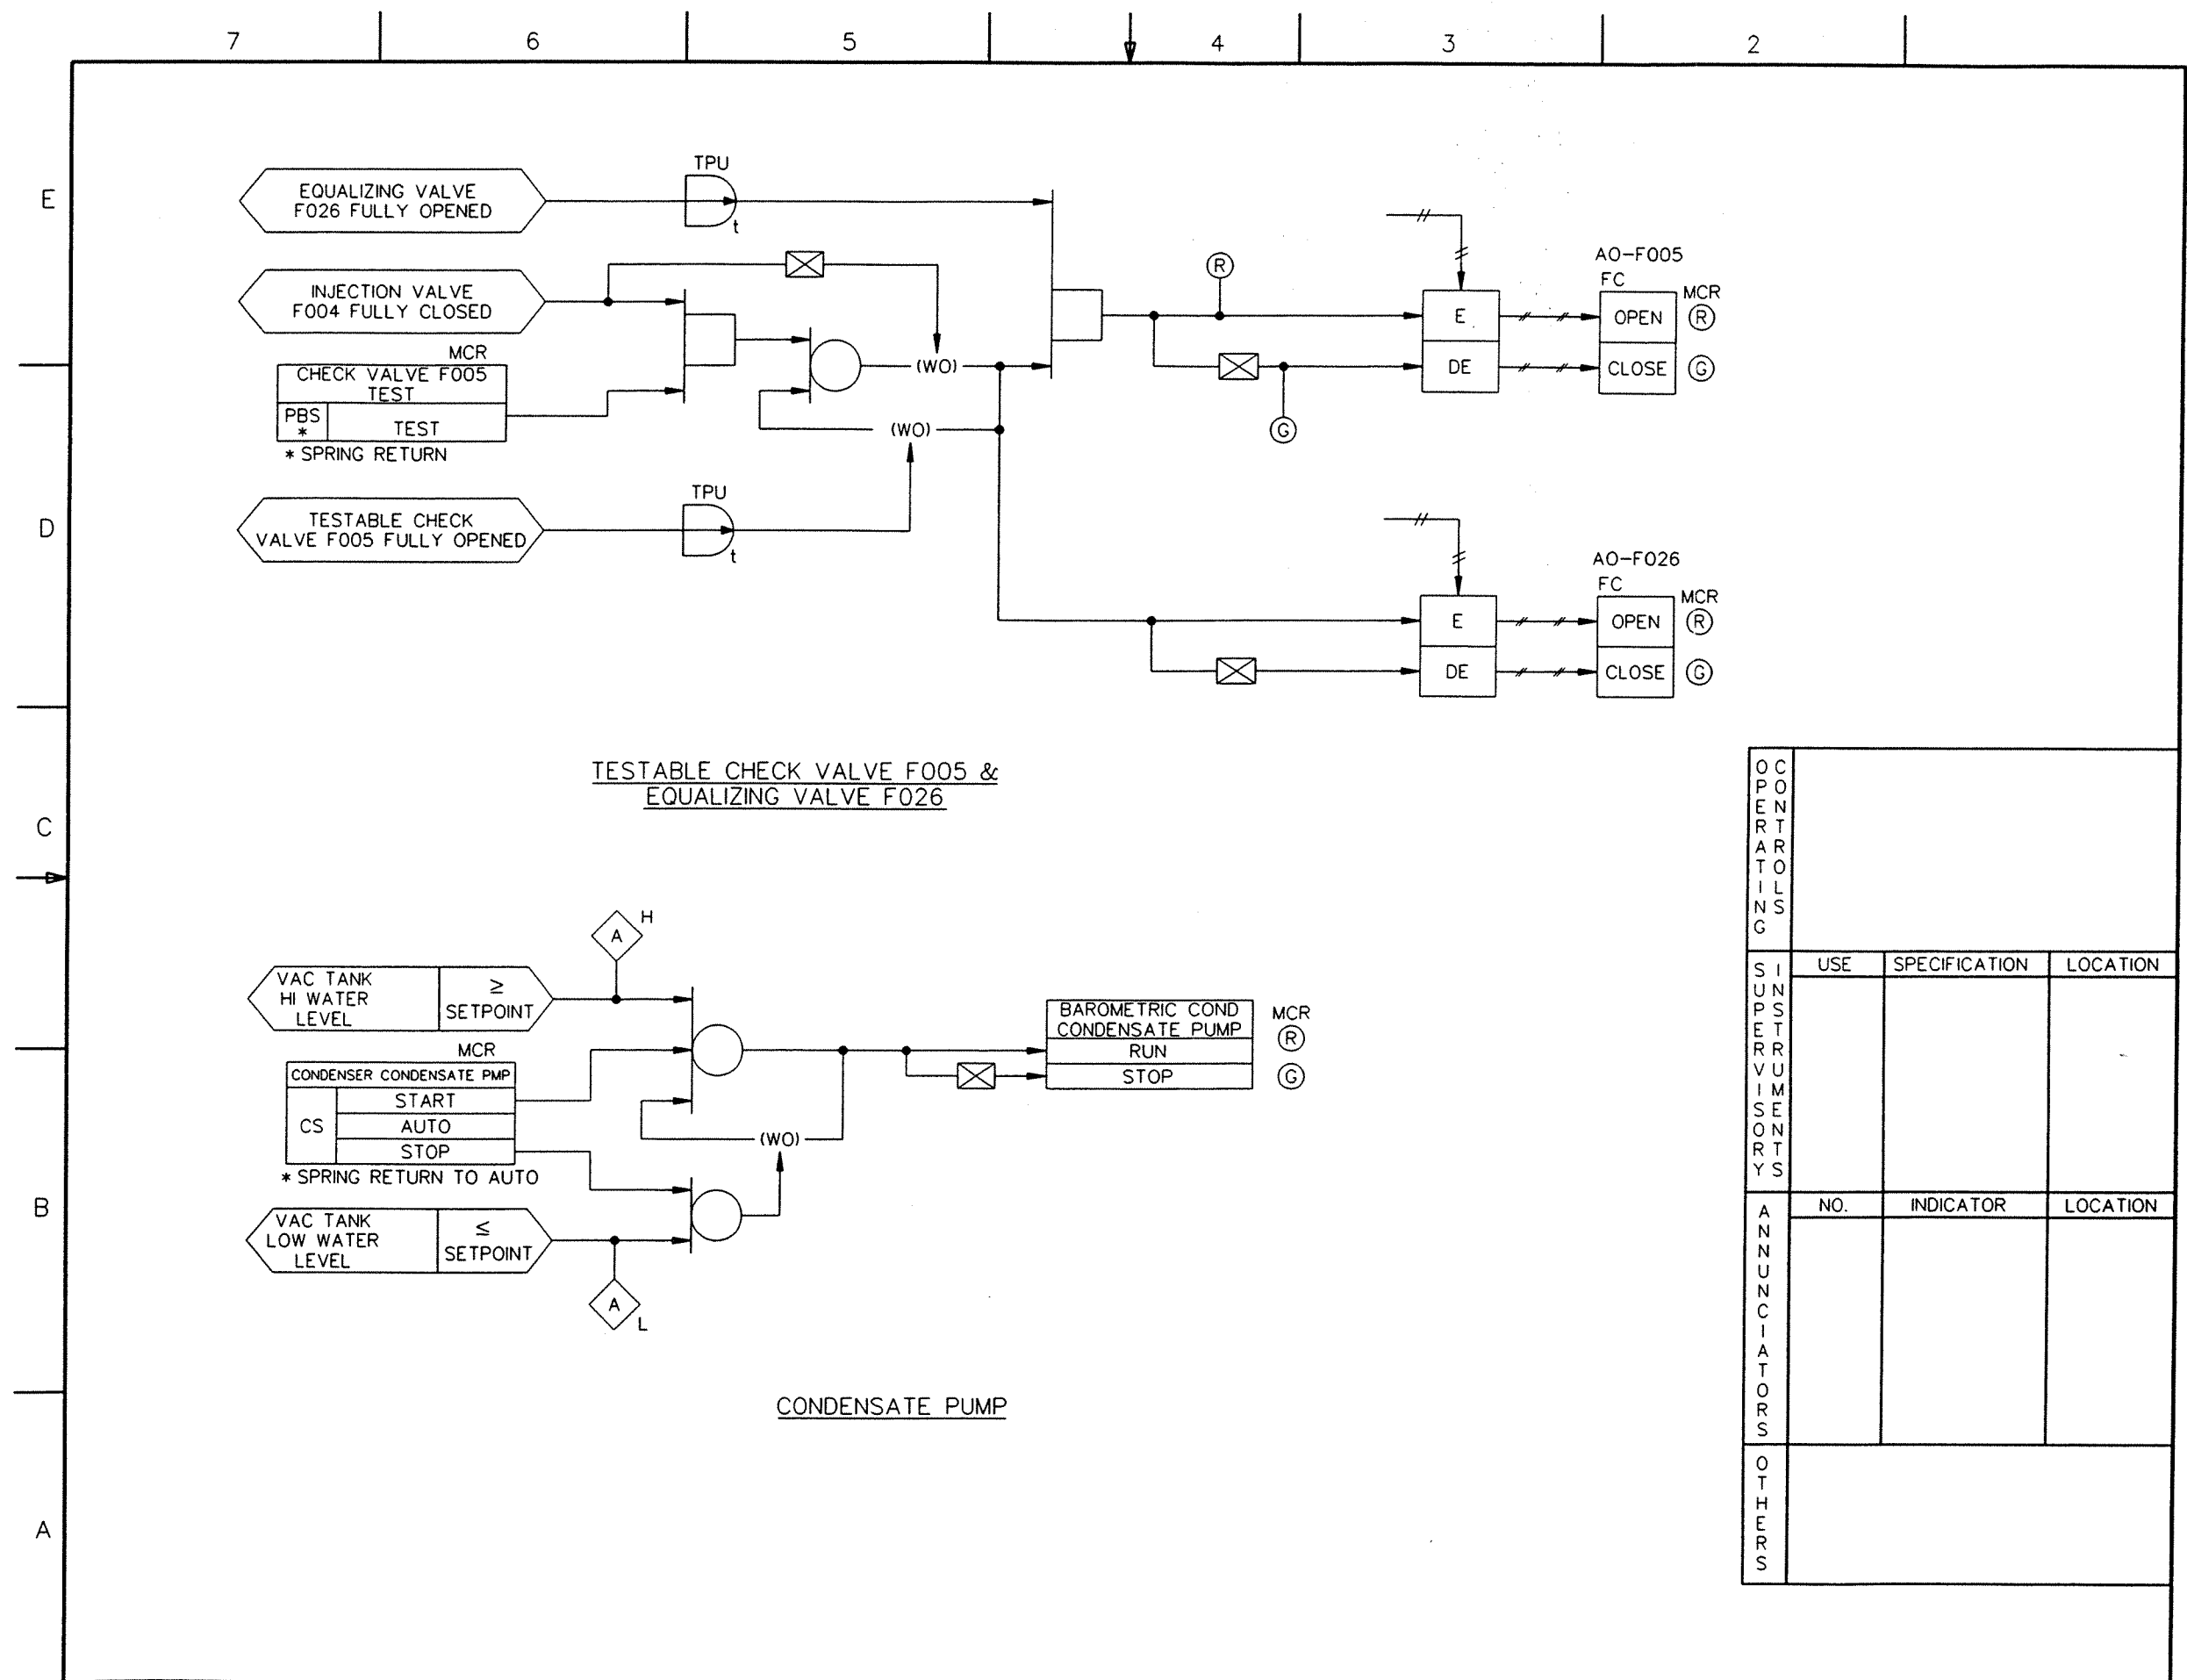 7 6 5 4 3 2
E
D
C
B
A
TPU
EQUALIZING VALVE
F026 FULLY OPENED
t
INJECTION VALVE
F004 FULLY CLOSED
MCR
CHECK VALVE F005
TEST
PBS
*
TEST
* SPRING RETURN
(WO)
(WO)
TPU
TESTABLE CHECK
VALVE F005 FULLY OPENED
t
R
G
E
DE
AO-F005
FC
MCR
OPEN
R
CLOSE
G
AO-F026
FC
MCR
E
OPEN
R
DE
CLOSE
G
TESTABLE CHECK VALVE F005 &
EQUALIZING VALVE F026
A
H
VAC TANK
HI WATER
LEVEL
≥
SETPOINT
MCR
CONDENSER CONDENSATE PMP
CS
START
AUTO
STOP
* SPRING RETURN TO AUTO
VAC TANK
LOW WATER
LEVEL
≤
SETPOINT
A
L
(WO)
BAROMETRIC COND
CONDENSATE PUMP
RUN
STOP
MCR
R
G
CONDENSATE PUMP
OPERATING
CONTROLS
SUPERVISORY
INSTRUMENTS
USE SPECIFICATION LOCATION
ANNUNCIATORS
NO. INDICATOR LOCATION
OTHERS